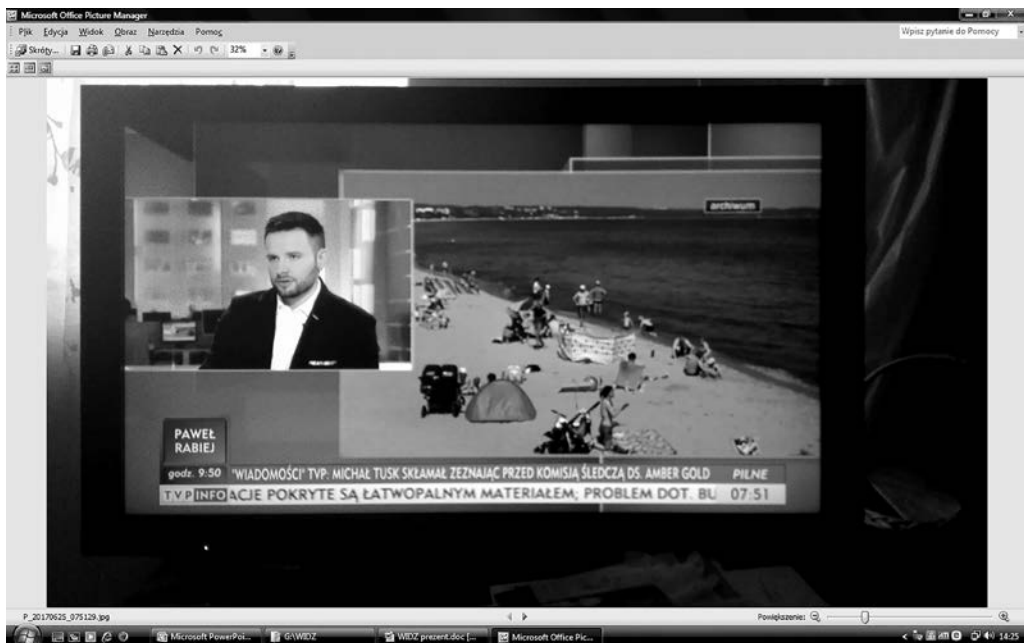 Microsoft Office Picture Manager
Plik Edycja Widok Obraz Narzędzia Pomoc
Wpisz pytanie do Pomocy
Skróty... 32%
archiwum
PAWEŁ
RABIEJ
godz. 9:50 "WIADOMOŚCI" TVP: MICHAŁ TUSK SKŁAMAŁ ZEZNAJĄC PRZED KOMISJĄ ŚLEDCZĄ DS. AMBER GOLD PILNE
TVP INFO ACJE POKRYTE SĄ ŁATWOPALNYM MATERIAŁEM; PROBLEM DOT. BU 07:51
P_20170625_075129.jpg
Powiększenie:
Microsoft PowerPoi... G:\WIDZ WIDZ prezent.doc [... Microsoft Office Pic... 14:25